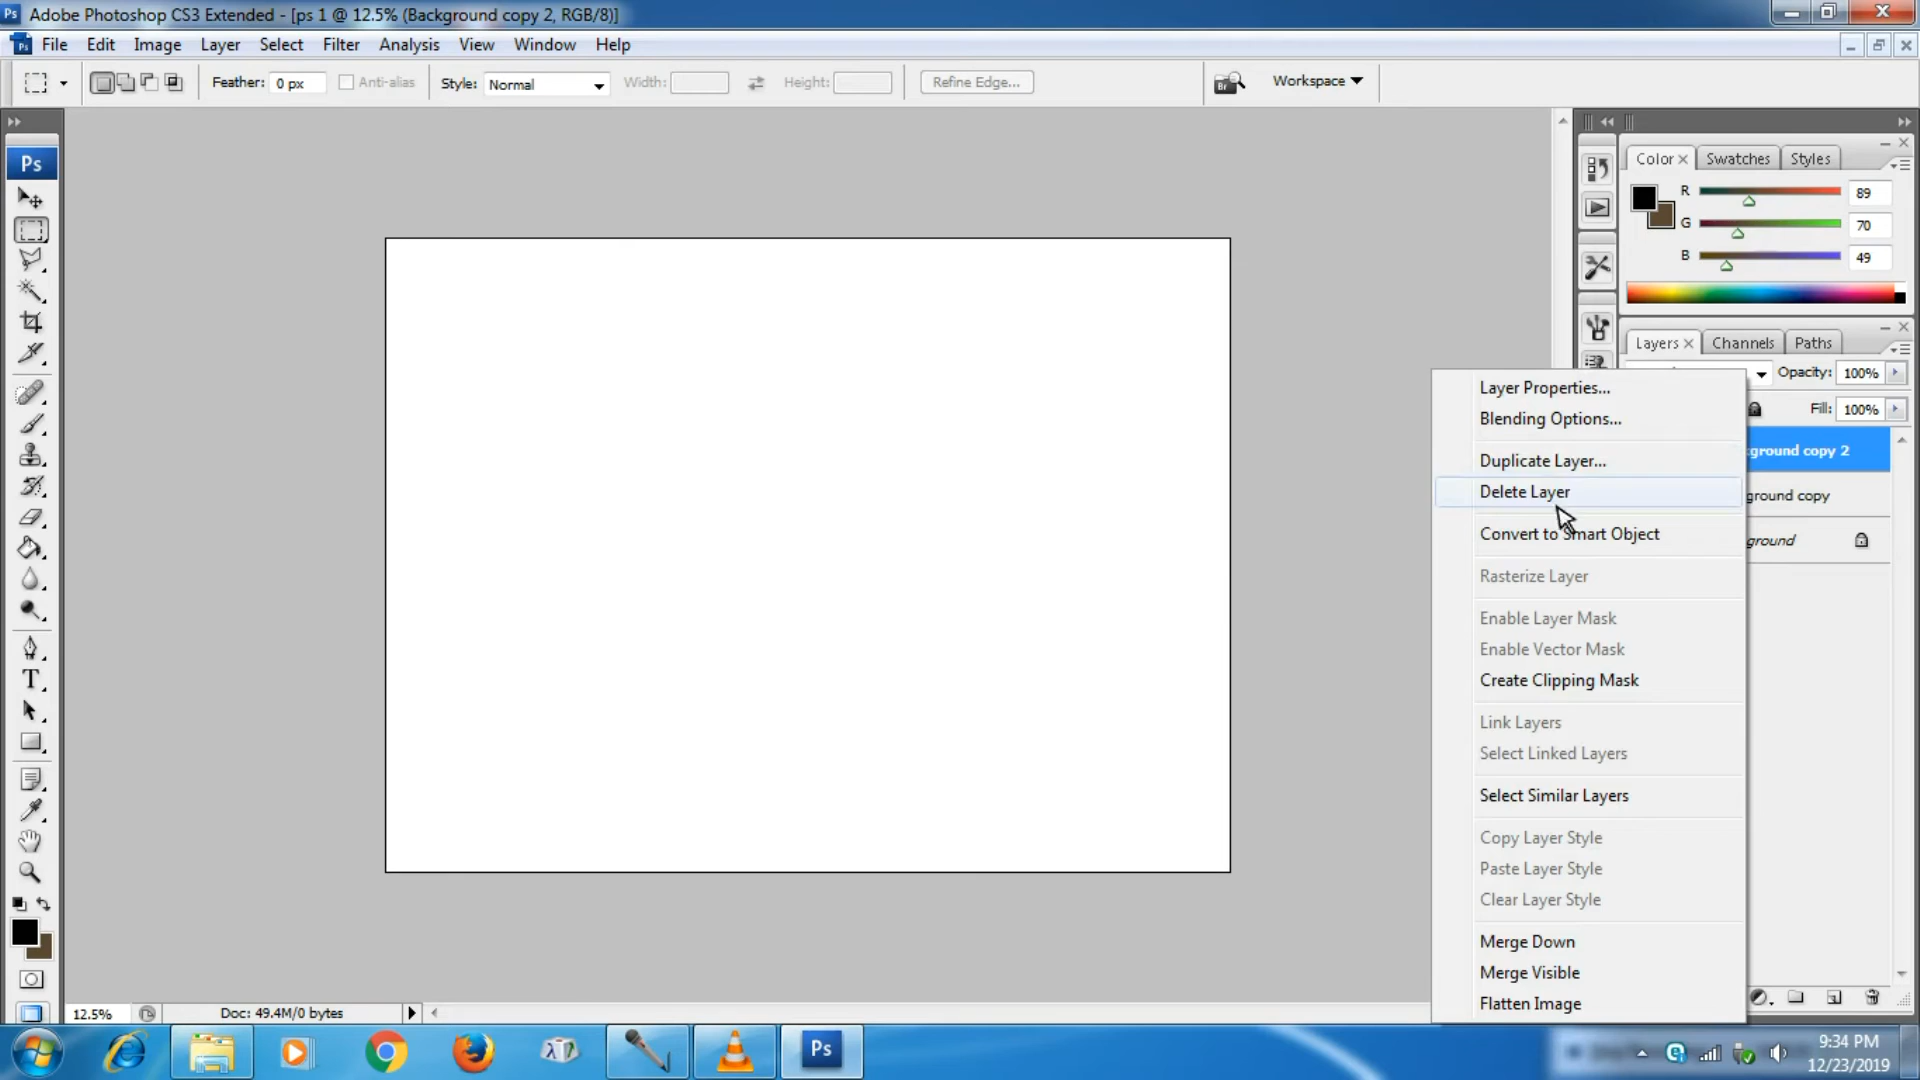 Ps Adobe Photoshop CS3 Extended - [ps 1 @ 12.5% (Background copy 2, RGB/8)]
Ps File Edit Image Layer Select Filter Analysis View Window Help
Feather: 0 px Anti-alias Style: Normal Width: Height: Refine Edge... Br Workspace
Ps
Color Swatches Styles
R 89
G 70
B 49
Layers Channels Paths
Opacity: 100%
Fill: 100%
ground copy 2
ground copy
ground
Layer Properties...
Blending Options...
Duplicate Layer...
Delete Layer
Convert to Smart Object
Rasterize Layer
Enable Layer Mask
Enable Vector Mask
Create Clipping Mask
Link Layers
Select Linked Layers
Select Similar Layers
Copy Layer Style
Paste Layer Style
Clear Layer Style
Merge Down
Merge Visible
Flatten Image
T
12.5% Doc: 49.4M/0 bytes
Ps
9:34 PM
12/23/2019